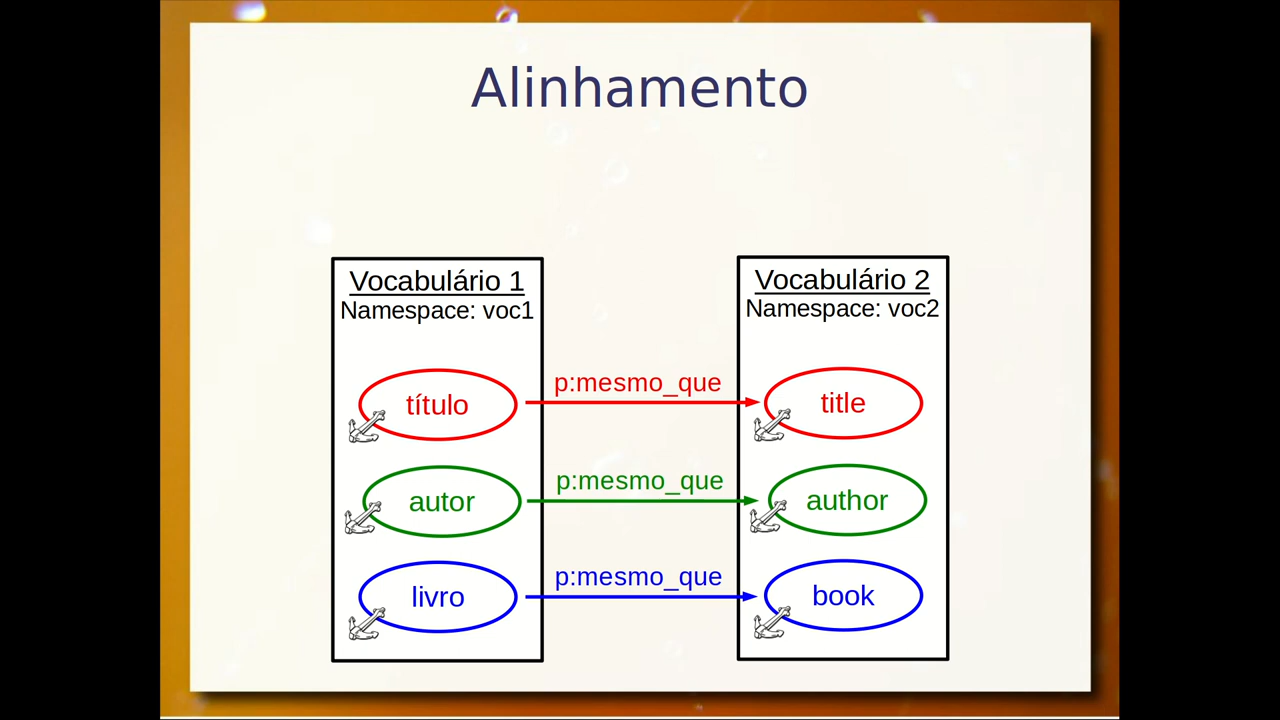 Alinhamento
Vocabulário 1
Namespace: voc1
Vocabulário 2
Namespace: voc2
título
p:mesmo_que
title
autor
p:mesmo_que
author
livro
p:mesmo_que
book